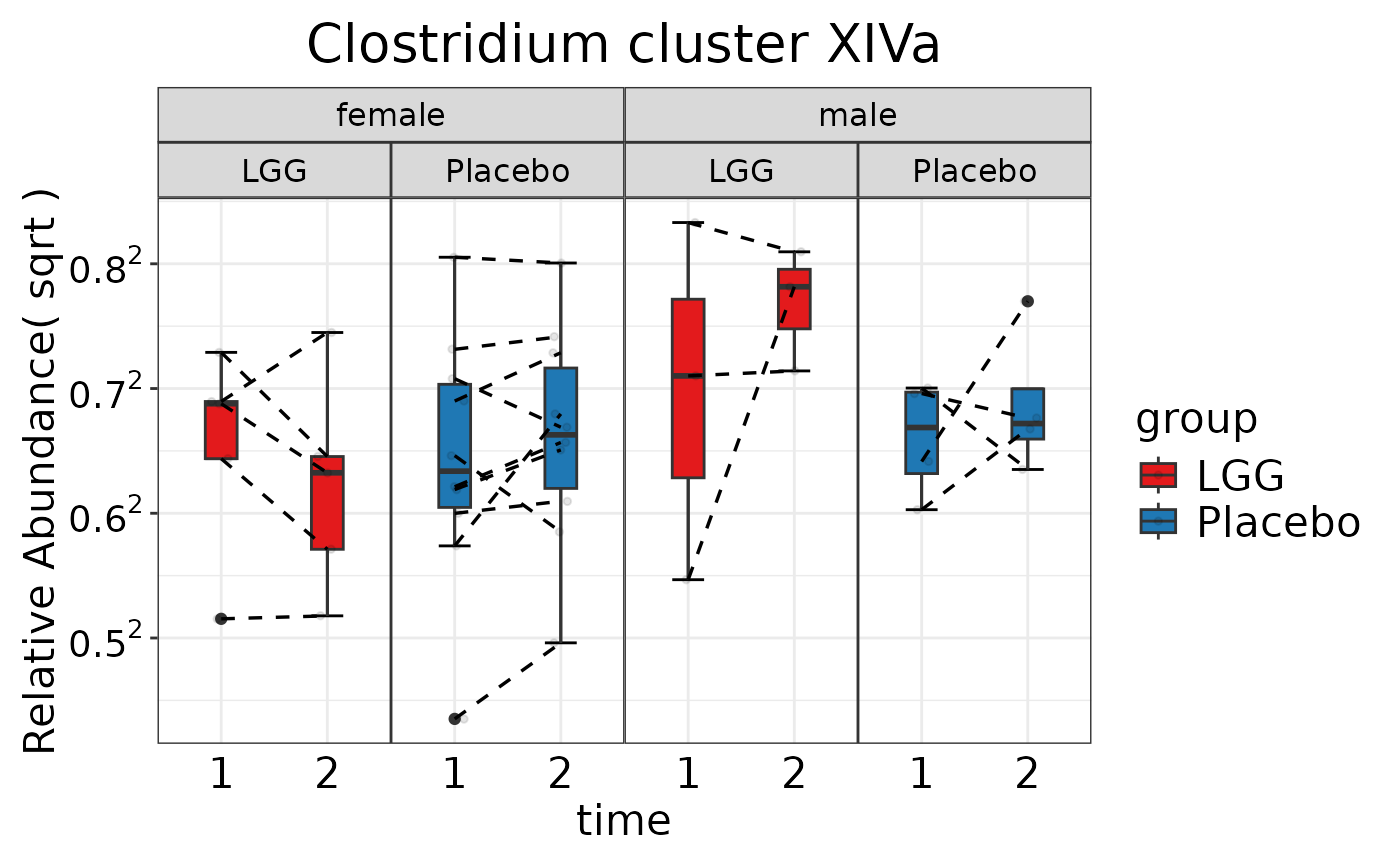 Clostridium cluster XIVa
female male
LGG Placebo LGG Placebo
Relative Abundance( sqrt )
0.8²
0.7²
0.6²
0.5²
1 2 1 2 1 2 1 2
time
group
LGG
Placebo